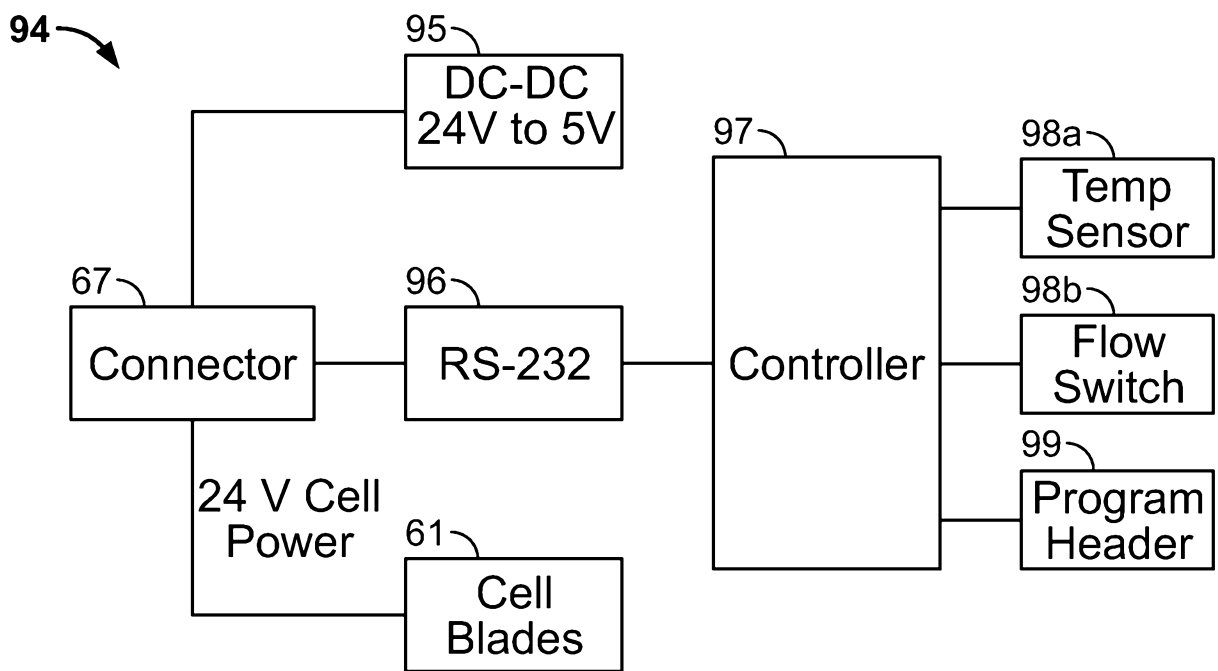 94
95
DC-DC
24V to 5V
97
98a
Temp
Sensor
67
Connector
96
RS-232
Controller
98b
Flow
Switch
99
Program
Header
24 V Cell
Power
61
Cell
Blades